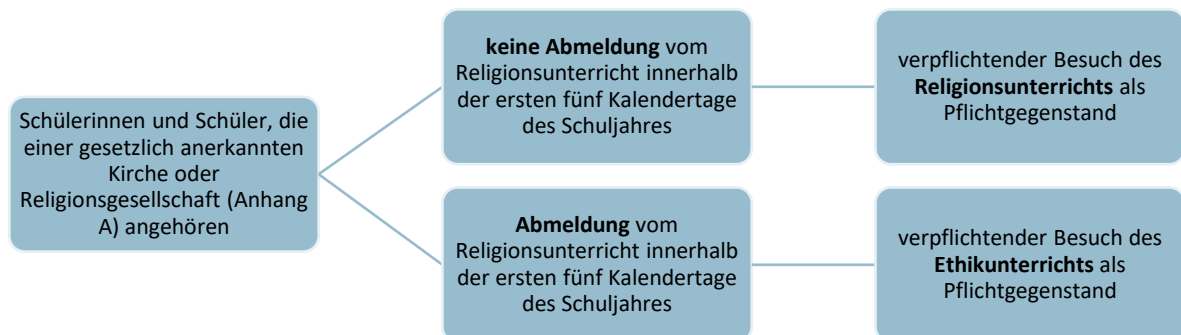 Schülerinnen und Schüler, die
einer gesetzlich anerkannten
Kirche oder
Religionsgesellschaft (Anhang
A) angehören
keine Abmeldung vom
Religionsunterricht innerhalb
der ersten fünf Kalendertage
des Schuljahres
verpflichtender Besuch des
Religionsunterrichts als
Pflichtgegenstand
Abmeldung vom
Religionsunterricht innerhalb
der ersten fünf Kalendertage
des Schuljahres
verpflichtender Besuch des
Ethikunterrichts als
Pflichtgegenstand